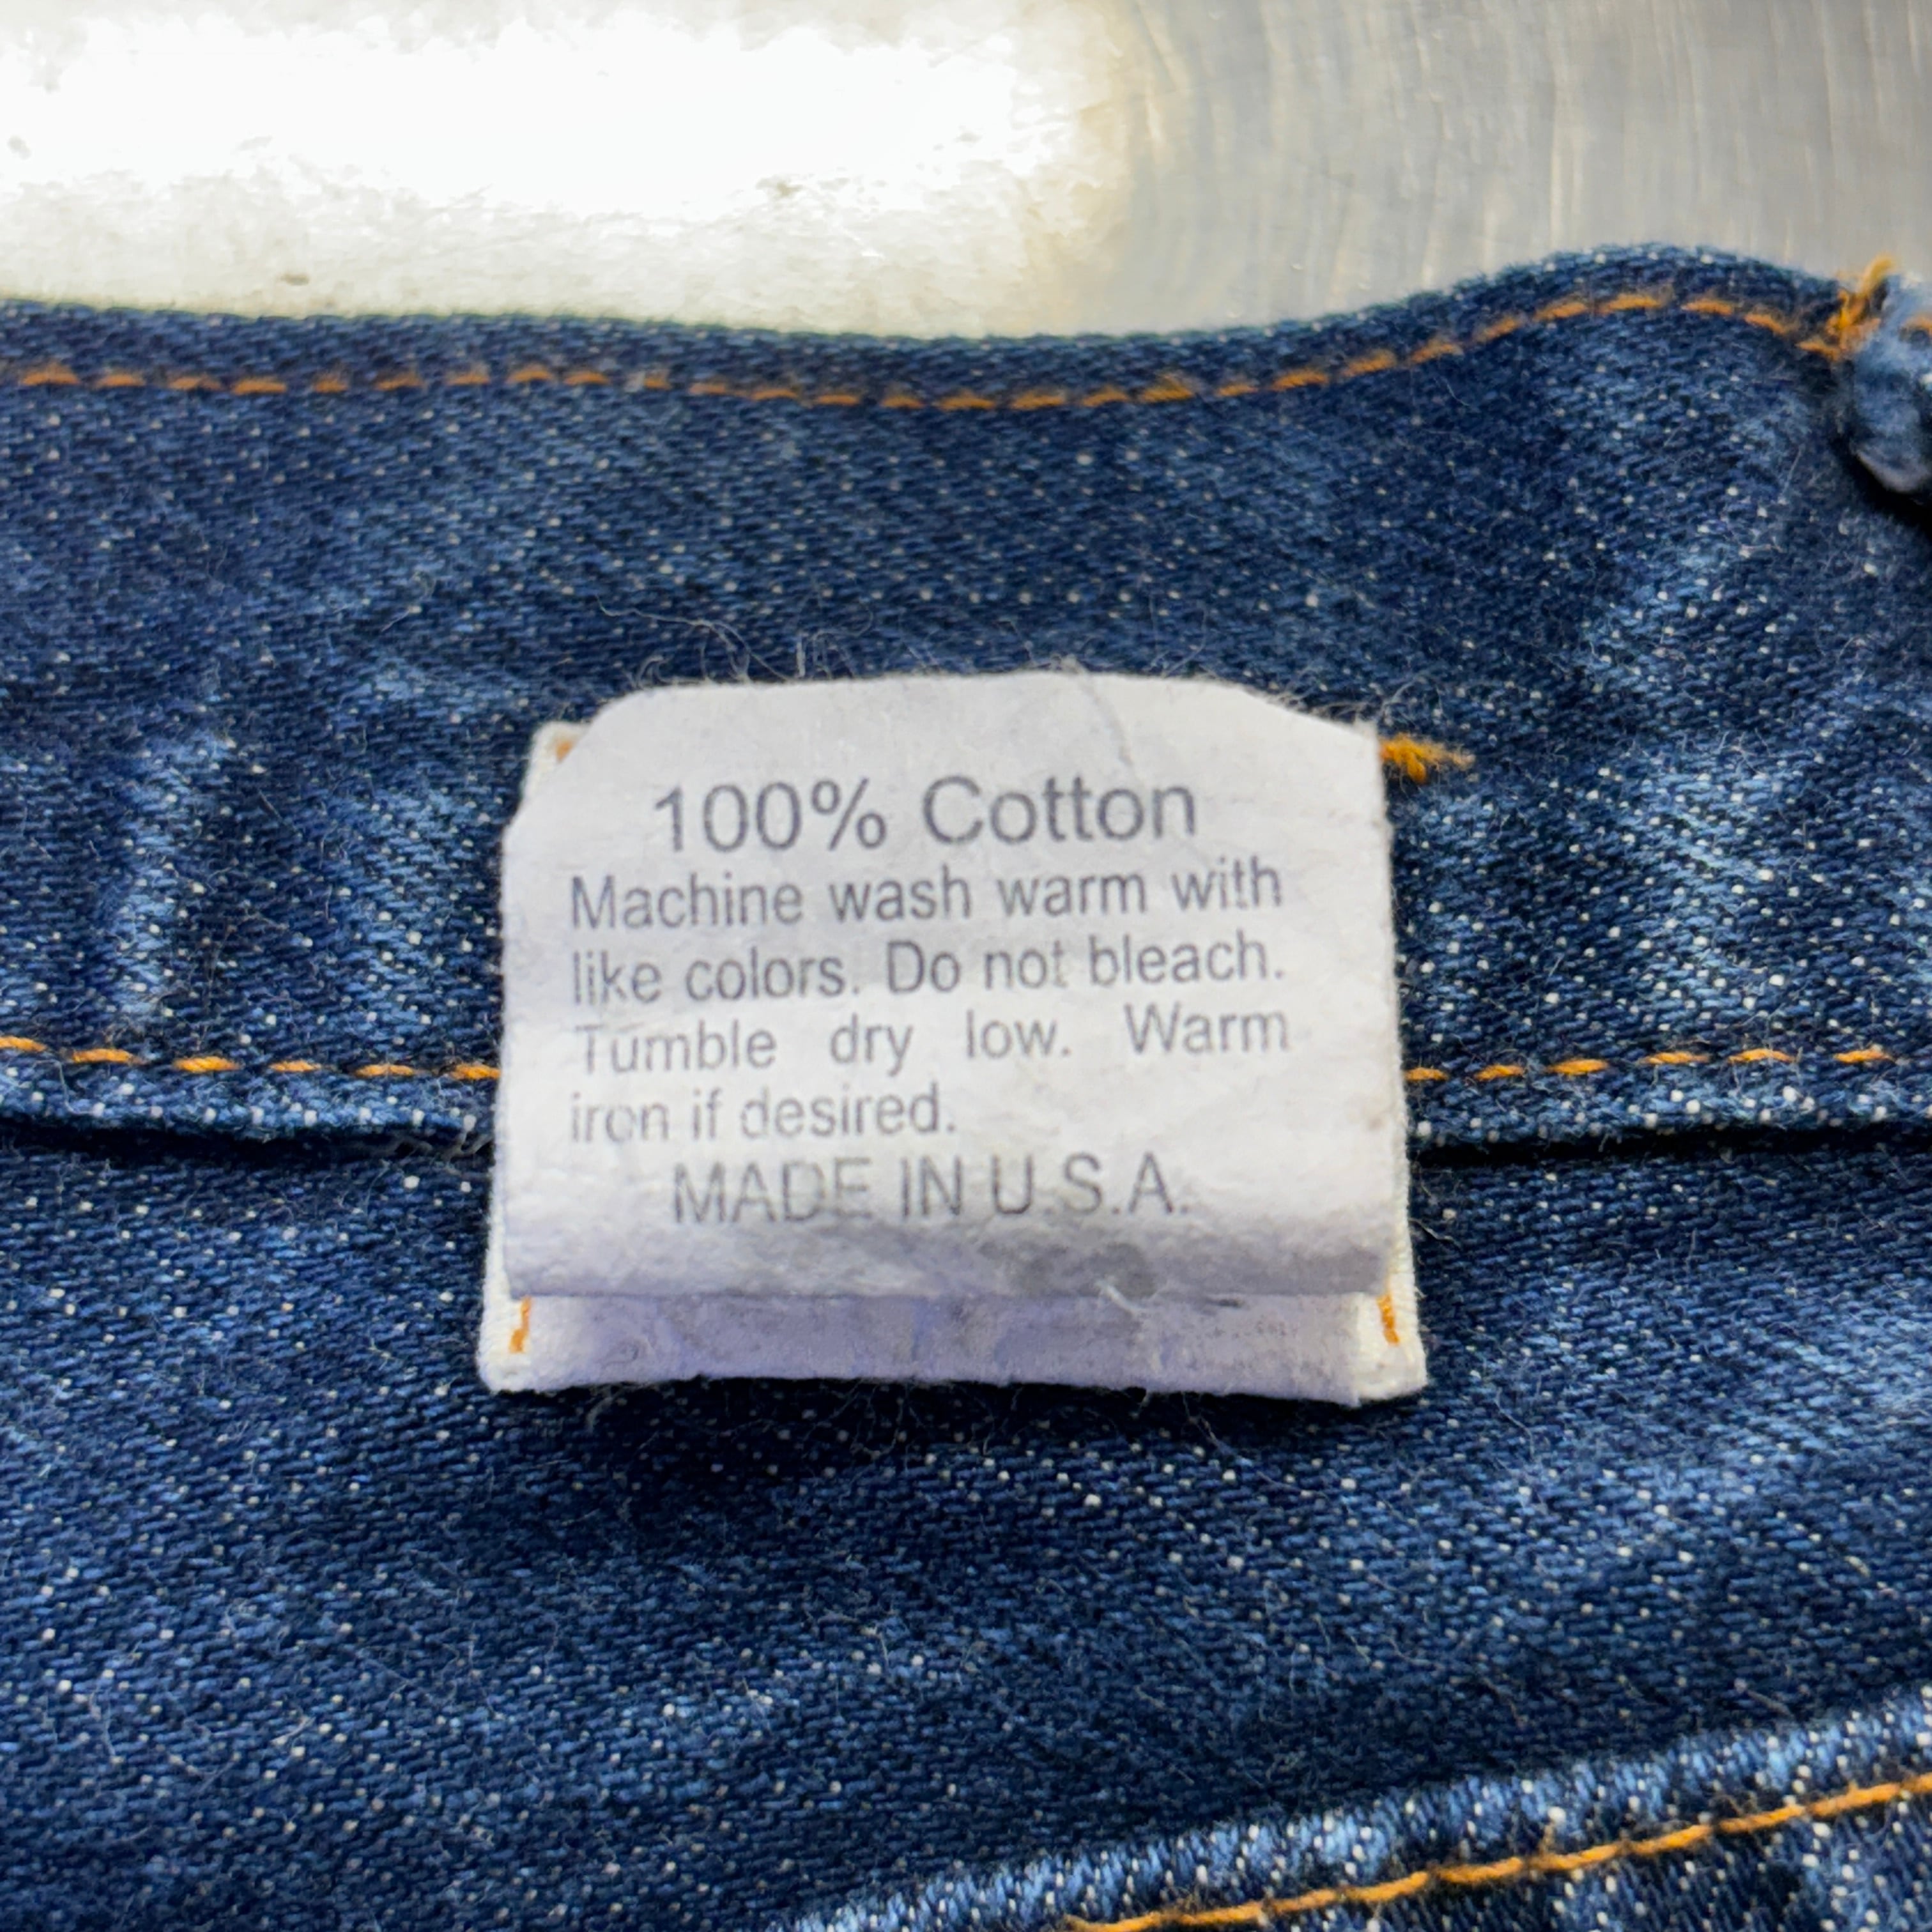 100% Cotton
Machine wash warm with
like colors. Do not bleach.
Tumble dry low. Warm
iron if desired.
MADE IN U.S.A.